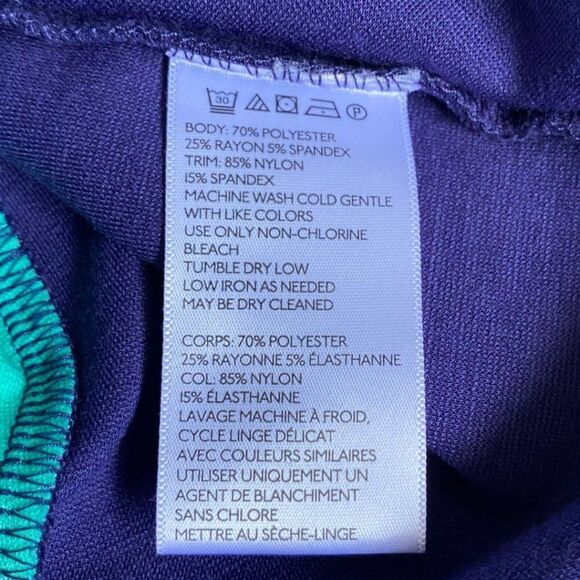 30 P
BODY: 70% POLYESTER
25% RAYON 5% SPANDEX
TRIM: 85% NYLON
15% SPANDEX
MACHINE WASH COLD GENTLE
WITH LIKE COLORS
USE ONLY NON-CHLORINE
BLEACH
TUMBLE DRY LOW
LOW IRON AS NEEDED
MAY BE DRY CLEANED
CORPS: 70% POLYESTER
25% RAYONNE 5% ÉLASTHANNE
COL: 85% NYLON
15% ÉLASTHANNE
LAVAGE MACHINE À FROID,
CYCLE LINGE DÉLICAT
AVEC COULEURS SIMILAIRES
UTILISER UNIQUEMENT UN
AGENT DE BLANCHIMENT
SANS CHLORE
METTRE AU SÈCHE-LINGE